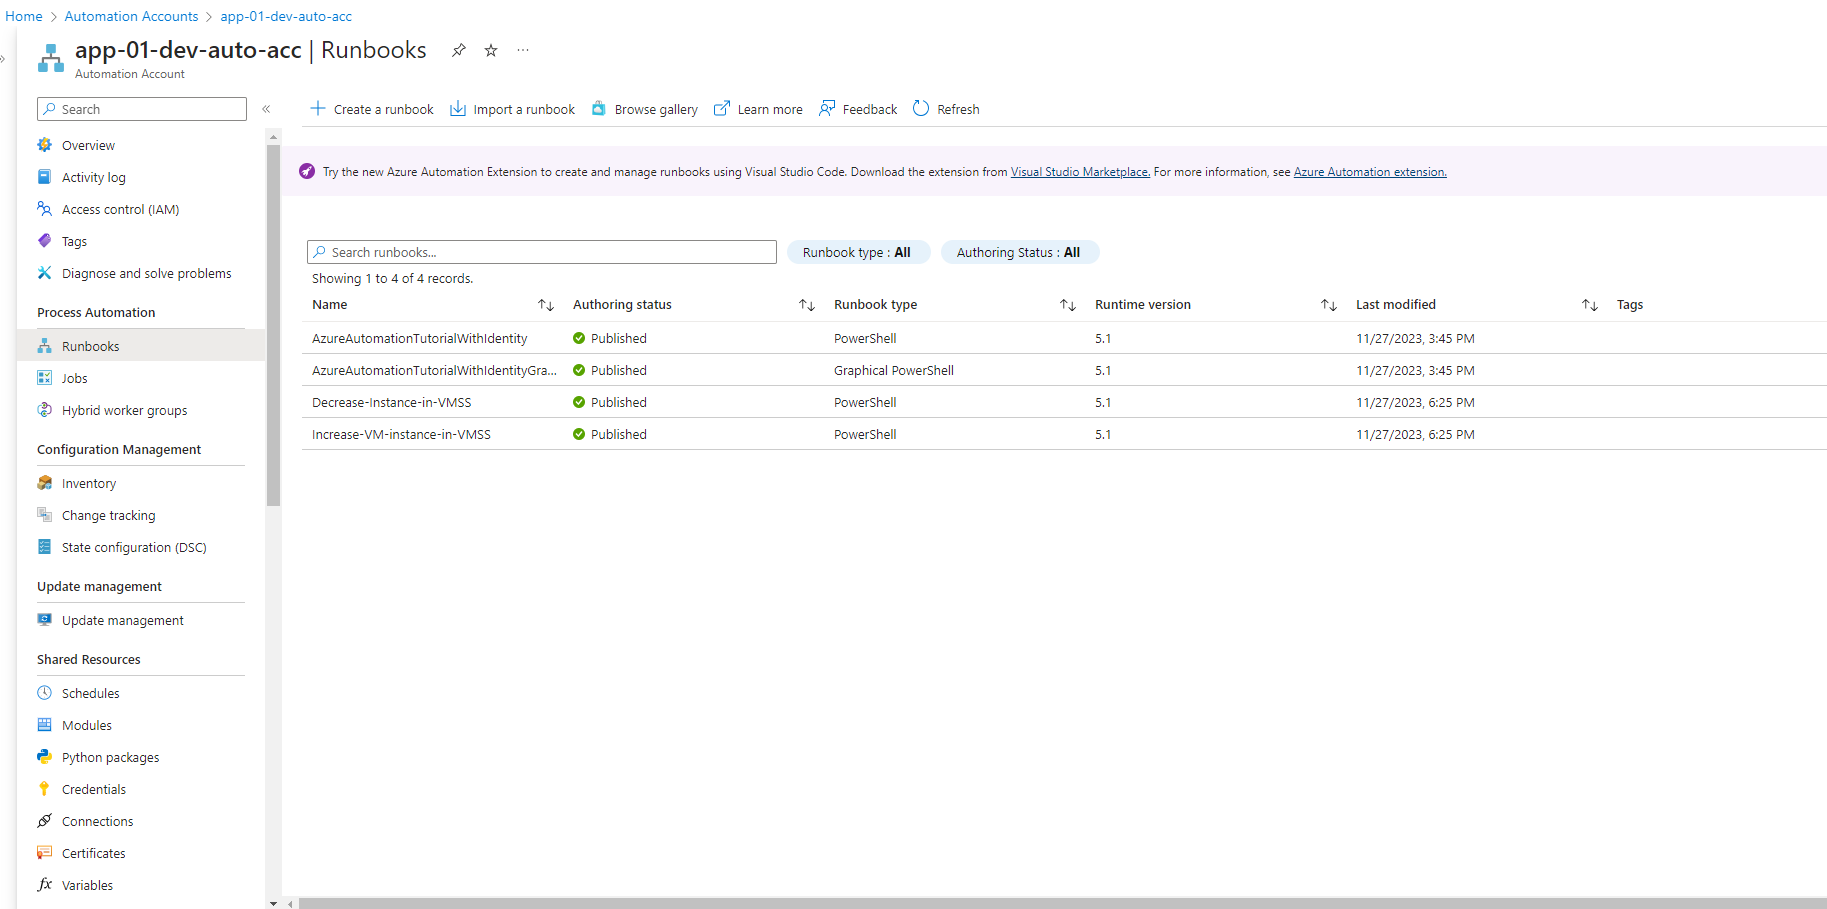 Home > Automation Accounts > app-01-dev-auto-acc
app-01-dev-auto-acc | Runbooks
Automation Account
Search
Overview
Activity log
Access control (IAM)
Tags
Diagnose and solve problems
Process Automation
Runbooks
Jobs
Hybrid worker groups
Configuration Management
Inventory
Change tracking
State configuration (DSC)
Update management
Update management
Shared Resources
Schedules
Modules
Python packages
Credentials
Connections
Certificates
Variables
Create a runbook Import a runbook Browse gallery Learn more Feedback Refresh
Try the new Azure Automation Extension to create and manage runbooks using Visual Studio Code. Download the extension from Visual Studio Marketplace. For more information, see Azure Automation extension.
Search runbooks... Runbook type : All Authoring Status : All
Showing 1 to 4 of 4 records.
Name Authoring status Runbook type Runtime version Last modified Tags
AzureAutomationTutorialWithIdentity Published PowerShell 5.1 11/27/2023, 3:45 PM
AzureAutomationTutorialWithIdentityGra... Published Graphical PowerShell 5.1 11/27/2023, 3:45 PM
Decrease-Instance-in-VMSS Published PowerShell 5.1 11/27/2023, 6:25 PM
Increase-VM-instance-in-VMSS Published PowerShell 5.1 11/27/2023, 6:25 PM